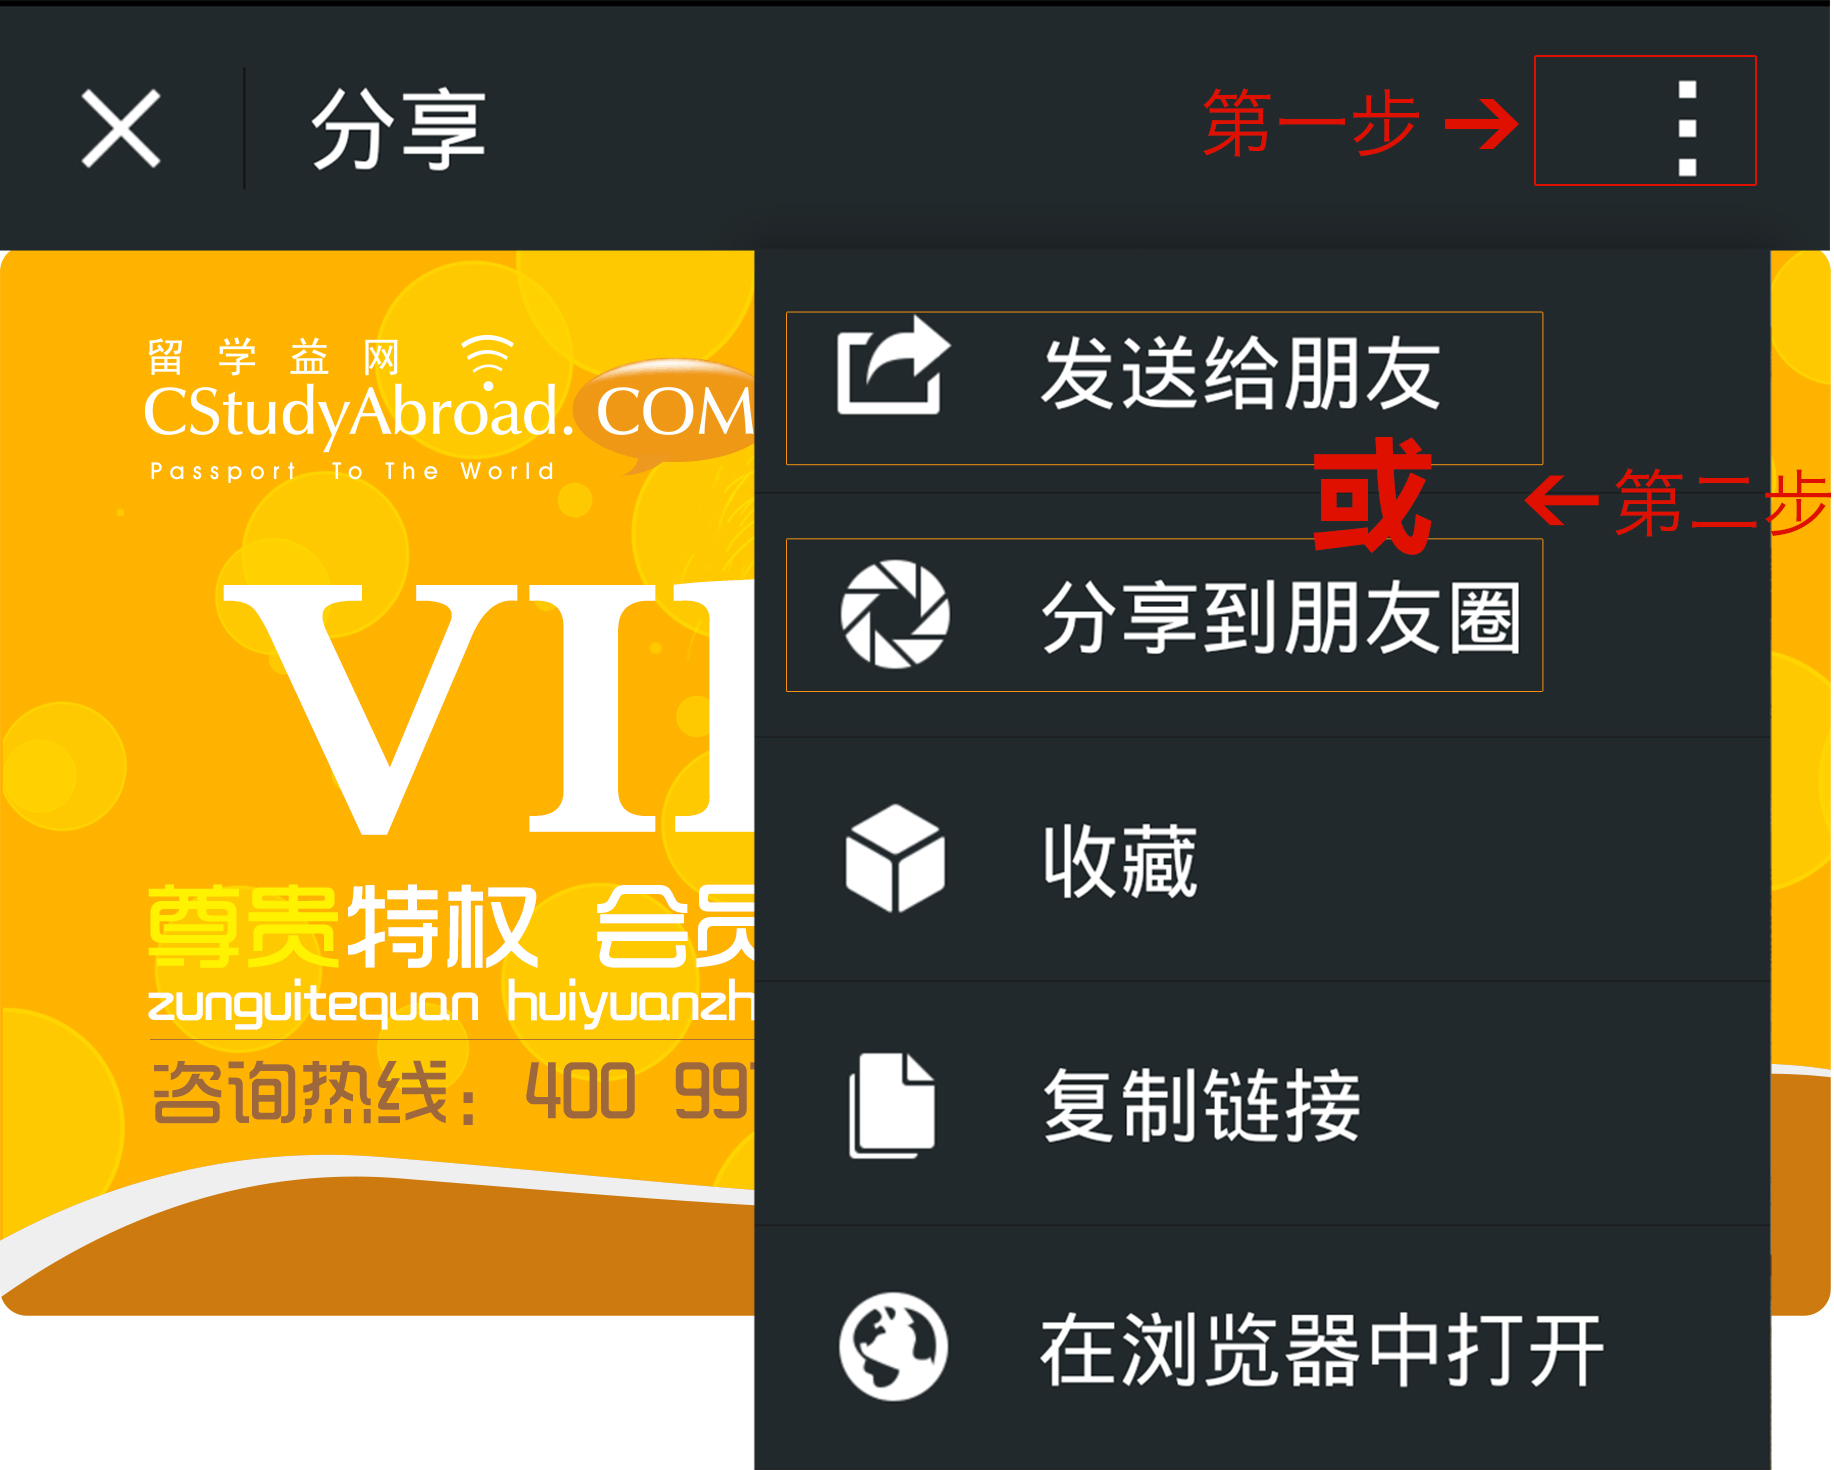 分享
第一步
留学益网
CStudyAbroad.COM
Passport To The World
发送给朋友
或
第二步
分享到朋友圈
尊贵特权 会员
zunguitequan huiyuanzh
咨询热线：400 99
收藏
复制链接
在浏览器中打开